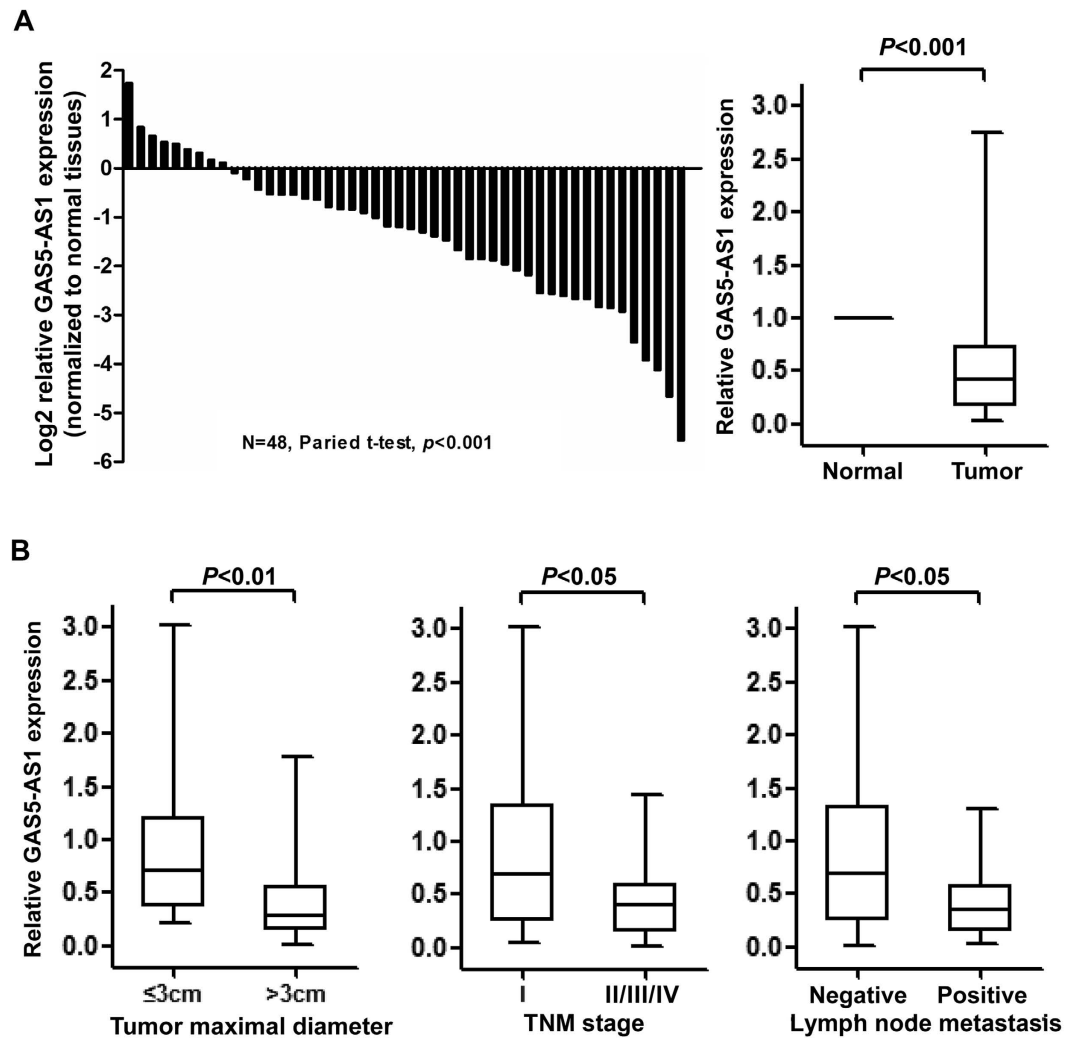 A
Log2 relative GAS5-AS1 expression
(normalized to normal tissues)
2
1
0
-1
-2
-3
-4
-5
-6
N=48, Paried t-test, p<0.001
P<0.001
Relative GAS5-AS1 expression
3.0
2.5
2.0
1.5
1.0
0.5
0.0
Normal Tumor
B
P<0.01
Relative GAS5-AS1 expression
3.0
2.5
2.0
1.5
1.0
0.5
0.0
≤3cm >3cm
Tumor maximal diameter
P<0.05
3.0
2.5
2.0
1.5
1.0
0.5
0.0
I II/III/IV
TNM stage
P<0.05
3.0
2.5
2.0
1.5
1.0
0.5
0.0
Negative Positive
Lymph node metastasis